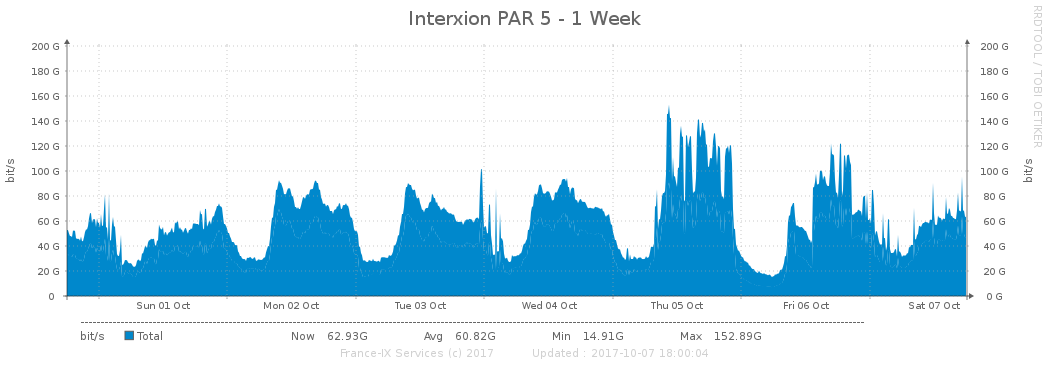 Interxion PAR 5 - 1 Week
RRDTOOL / TOBI OETIKER
200 G 200 G
180 G 180 G
160 G 160 G
140 G 140 G
120 G 120 G
100 G 100 G
80 G 80 G
60 G 60 G
40 G 40 G
20 G 20 G
0 0 G
bit/s
bit/s
Sun 01 Oct Mon 02 Oct Tue 03 Oct Wed 04 Oct Thu 05 Oct Fri 06 Oct Sat 07 Oct
bit/s Total Now 62.93G Avg 60.82G Min 14.91G Max 152.89G
France-IX Services (c) 2017 Updated : 2017-10-07 18:00:04